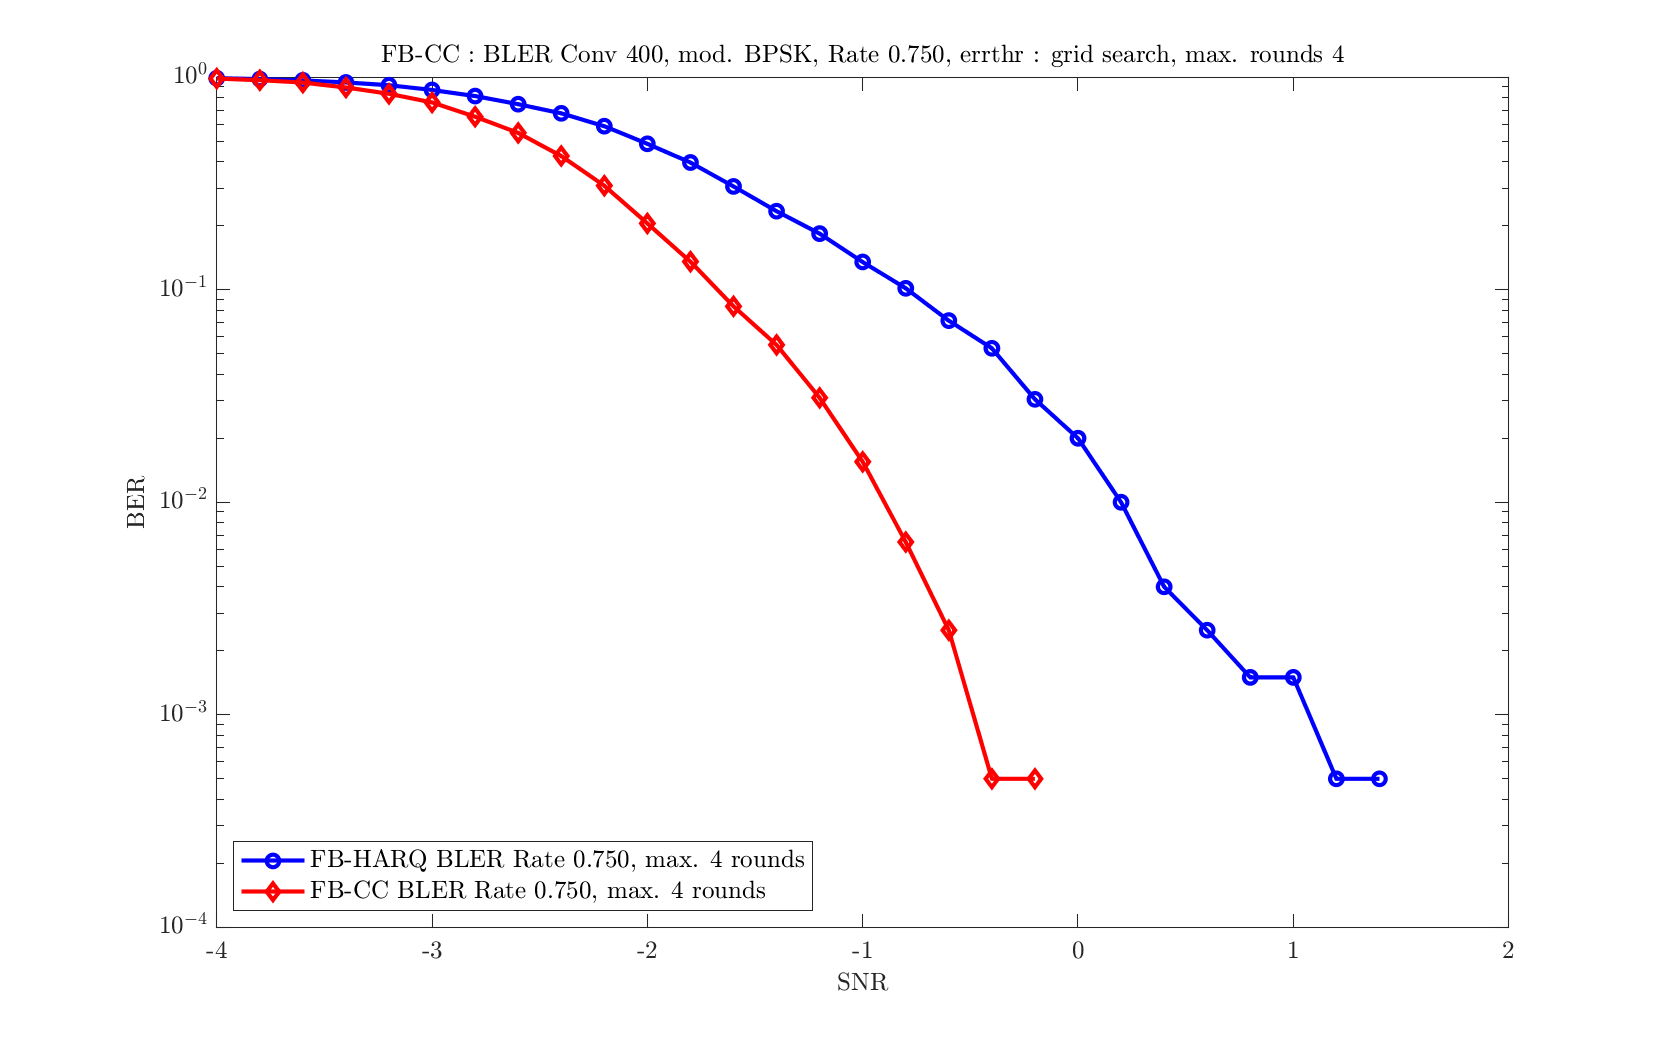 FB-CC : BLER Conv 400, mod. BPSK, Rate 0.750, errthr : grid search, max. rounds 4
10^0
10^-1
10^-2
10^-3
10^-4
BER
FB-HARQ BLER Rate 0.750, max. 4 rounds
FB-CC BLER Rate 0.750, max. 4 rounds
-4 -3 -2 -1 0 1 2
SNR